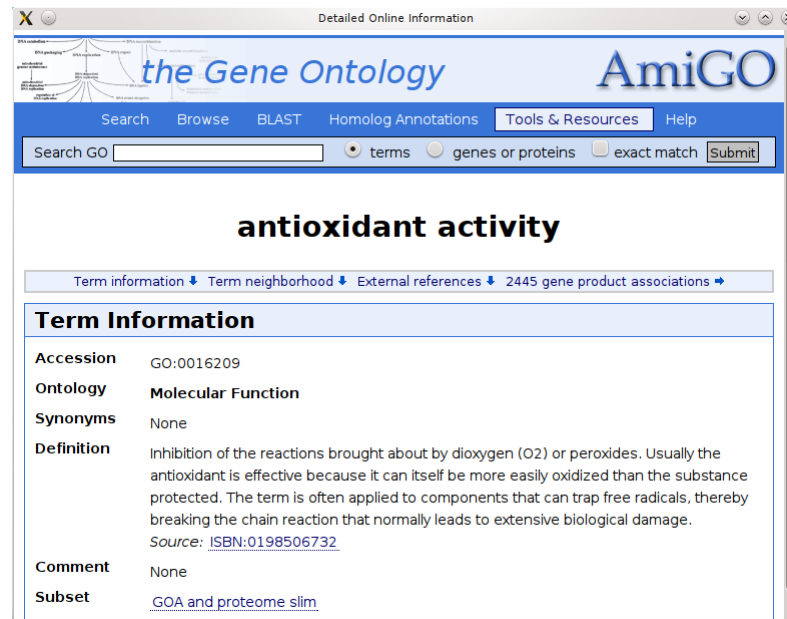 Detailed Online Information
the Gene Ontology
AmiGO
Search Browse BLAST Homolog Annotations Tools & Resources Help
Search GO terms genes or proteins exact match Submit
antioxidant activity
Term information Term neighborhood External references 2445 gene product associations
Term Information
Accession GO:0016209
Ontology Molecular Function
Synonyms None
Definition Inhibition of the reactions brought about by dioxygen (O2) or peroxides. Usually the
antioxidant is effective because it can itself be more easily oxidized than the substance
protected. The term is often applied to components that can trap free radicals, thereby
breaking the chain reaction that normally leads to extensive biological damage.
Source: ISBN:0198506732
Comment None
Subset GOA and proteome slim